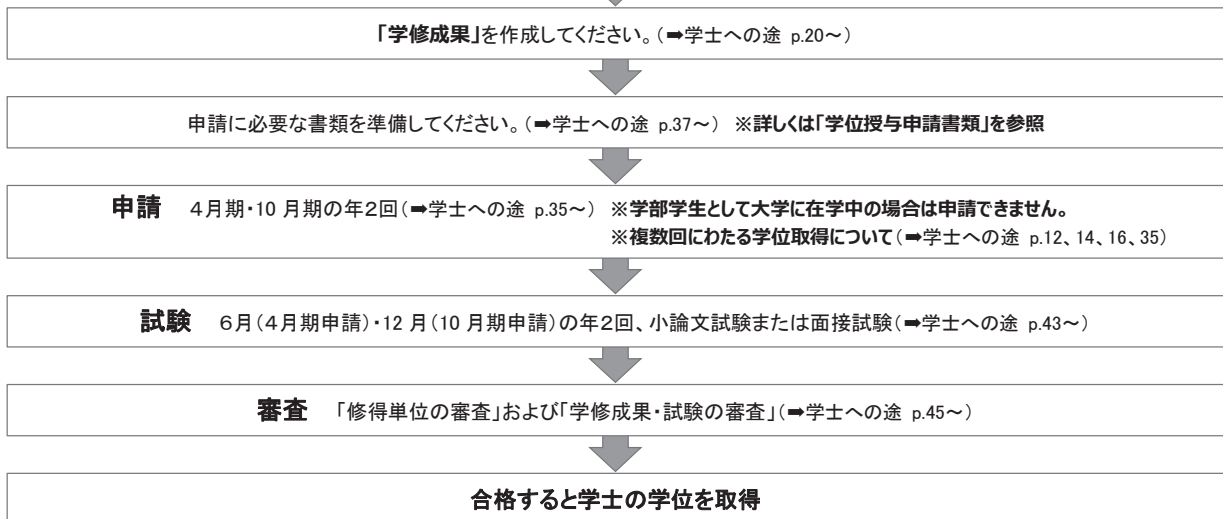 「学修成果」を作成してください。(➡学士への途 p.20~)
申請に必要な書類を準備してください。(➡学士への途 p.37~) ※詳しくは「学位授与申請書類」を参照
申請 4月期・10月期の年2回(➡学士への途 p.35~) ※学部学生として大学に在学中の場合は申請できません。
※複数回にわたる学位取得について(➡学士への途 p.12、14、16、35)
試験 6月(4月期申請)・12月(10月期申請)の年2回、小論文試験または面接試験(➡学士への途 p.43~)
審査 「修得単位の審査」および「学修成果・試験の審査」(➡学士への途 p.45~)
合格すると学士の学位を取得